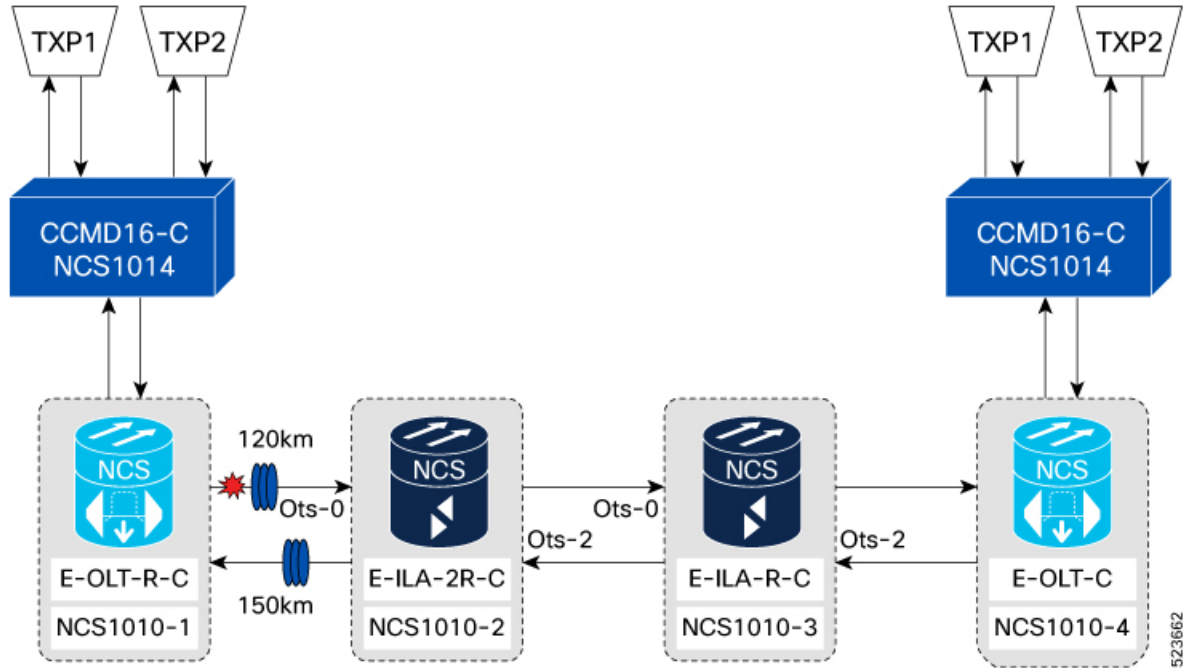 TXP1
TXP2
TXP1
TXP2
CCMD16-C
NCS1014
CCMD16-C
NCS1014
120km
NCS
NCS
NCS
NCS
Ots-0
Ots-0
Ots-2
Ots-2
150km
E-OLT-R-C
E-ILA-2R-C
E-ILA-R-C
E-OLT-C
NCS1010-1
NCS1010-2
NCS1010-3
NCS1010-4
523662